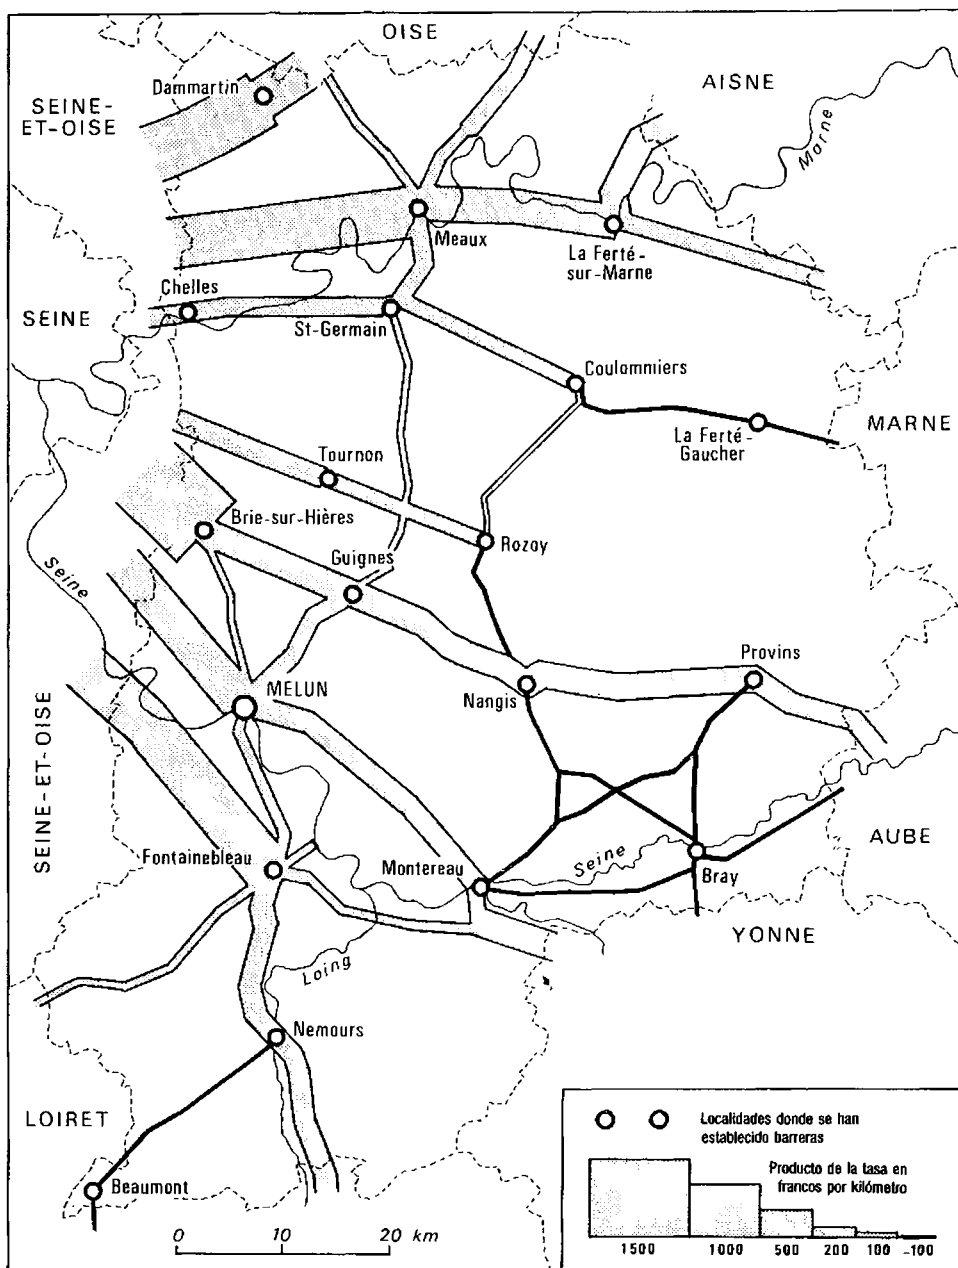 OISE
AISNE
Dammartin
SEINE-
ET-OISE
Marne
Meaux
La Ferté-
sur-Marne
Chelles
SEINE
St-Germain
Coulommiers
MARNE
La Ferté-
Gaucher
Tournon
Brie-sur-Hières
Rozoy
Guignes
Seine
Provins
MELUN
Nangis
SEINE-ET-OISE
AUBE
Fontainebleau
Montereau
Seine
Bray
YONNE
Loing
Nemours
LOIRET
Beaumont
0 10 20 km
Localidades donde se han
establecido barreras
Producto de la tasa en
francos por kilómetro
1500 1000 500 200 100 -100